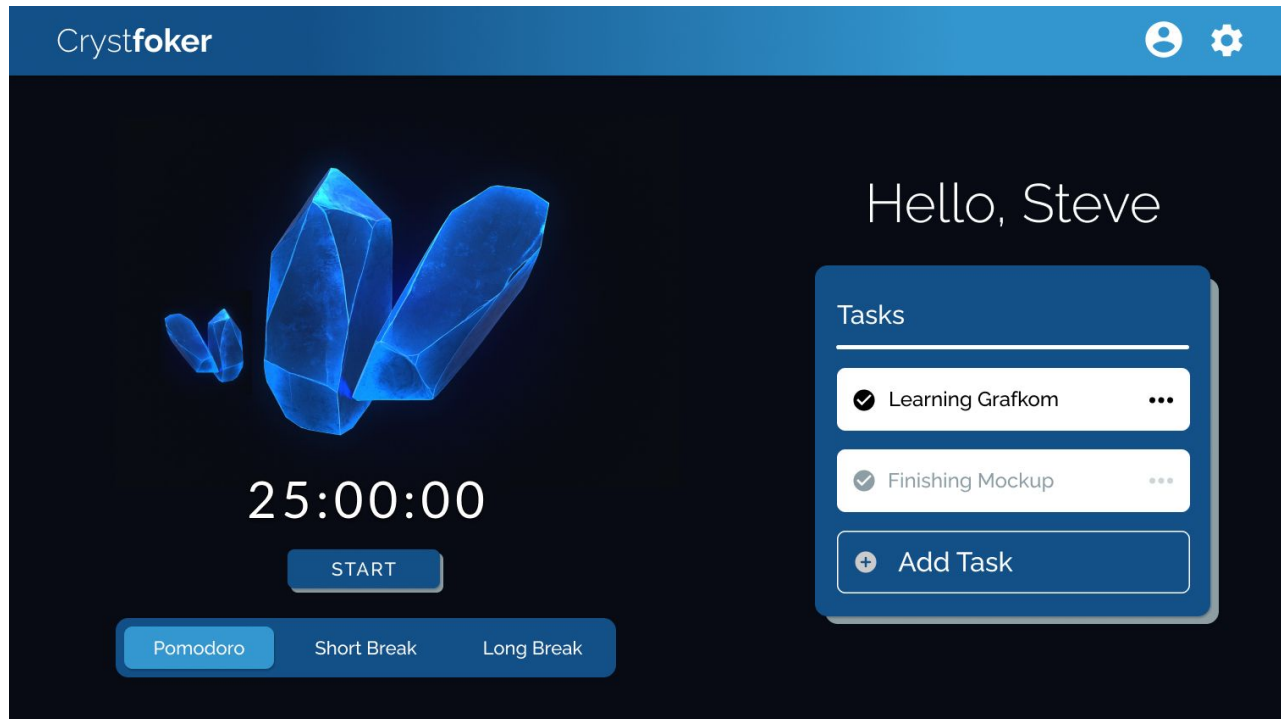 Crystfoker
Hello, Steve
Tasks
Learning Grafkom
Finishing Mockup
Add Task
25:00:00
START
Pomodoro Short Break Long Break